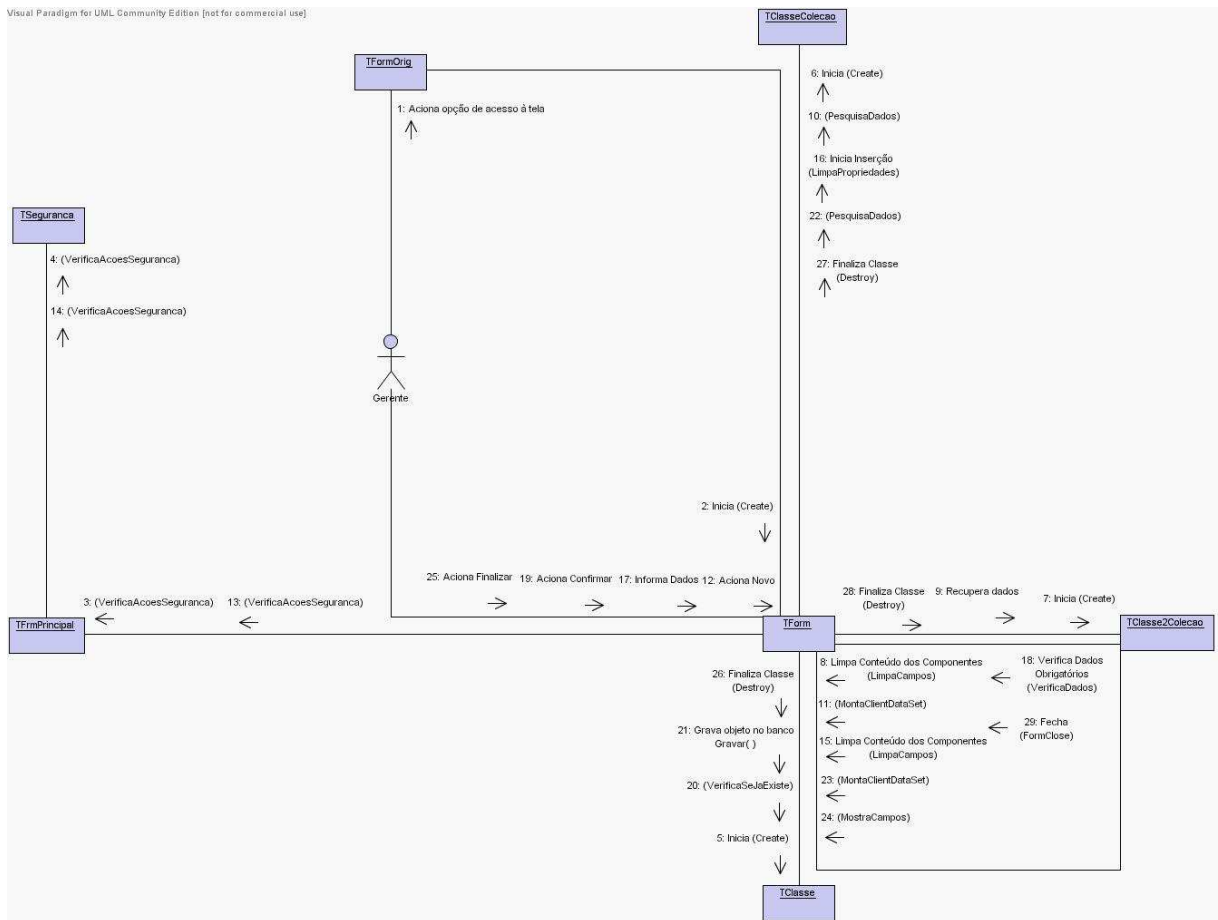 Visual Paradigm for UML Community Edition [not for commercial use]
TClasseColecao
TFormOrig
6: Inicia (Create)
1: Aciona opção de acesso à tela
10: (PesquisaDados)
16: Inicia Inserção
(LimpaPropriedades)
TSeguranca
22: (PesquisaDados)
4: (VerificaAcoesSeguranca)
27: Finaliza Classe
(Destroy)
14: (VerificaAcoesSeguranca)
Gerente
2: Inicia (Create)
25: Aciona Finalizar
19: Aciona Confirmar
17: Informa Dados
12: Aciona Novo
28: Finaliza Classe
(Destroy)
9: Recupera dados
7: Inicia (Create)
3: (VerificaAcoesSeguranca)
13: (VerificaAcoesSeguranca)
TFrmPrincipal
TForm
TClasse2Colecao
26: Finaliza Classe
(Destroy)
8: Limpa Conteúdo dos Componentes
(LimpaCampos)
18: Verifica Dados
Obrigatórios
(VerificaDados)
11: (MontaClientDataSet)
21: Grava objeto no banco
Gravar( )
29: Fecha
(FormClose)
15: Limpa Conteúdo dos Componentes
(LimpaCampos)
20: (VerificaSeJaExiste)
23: (MontaClientDataSet)
24: (MostraCampos)
5: Inicia (Create)
TClasse